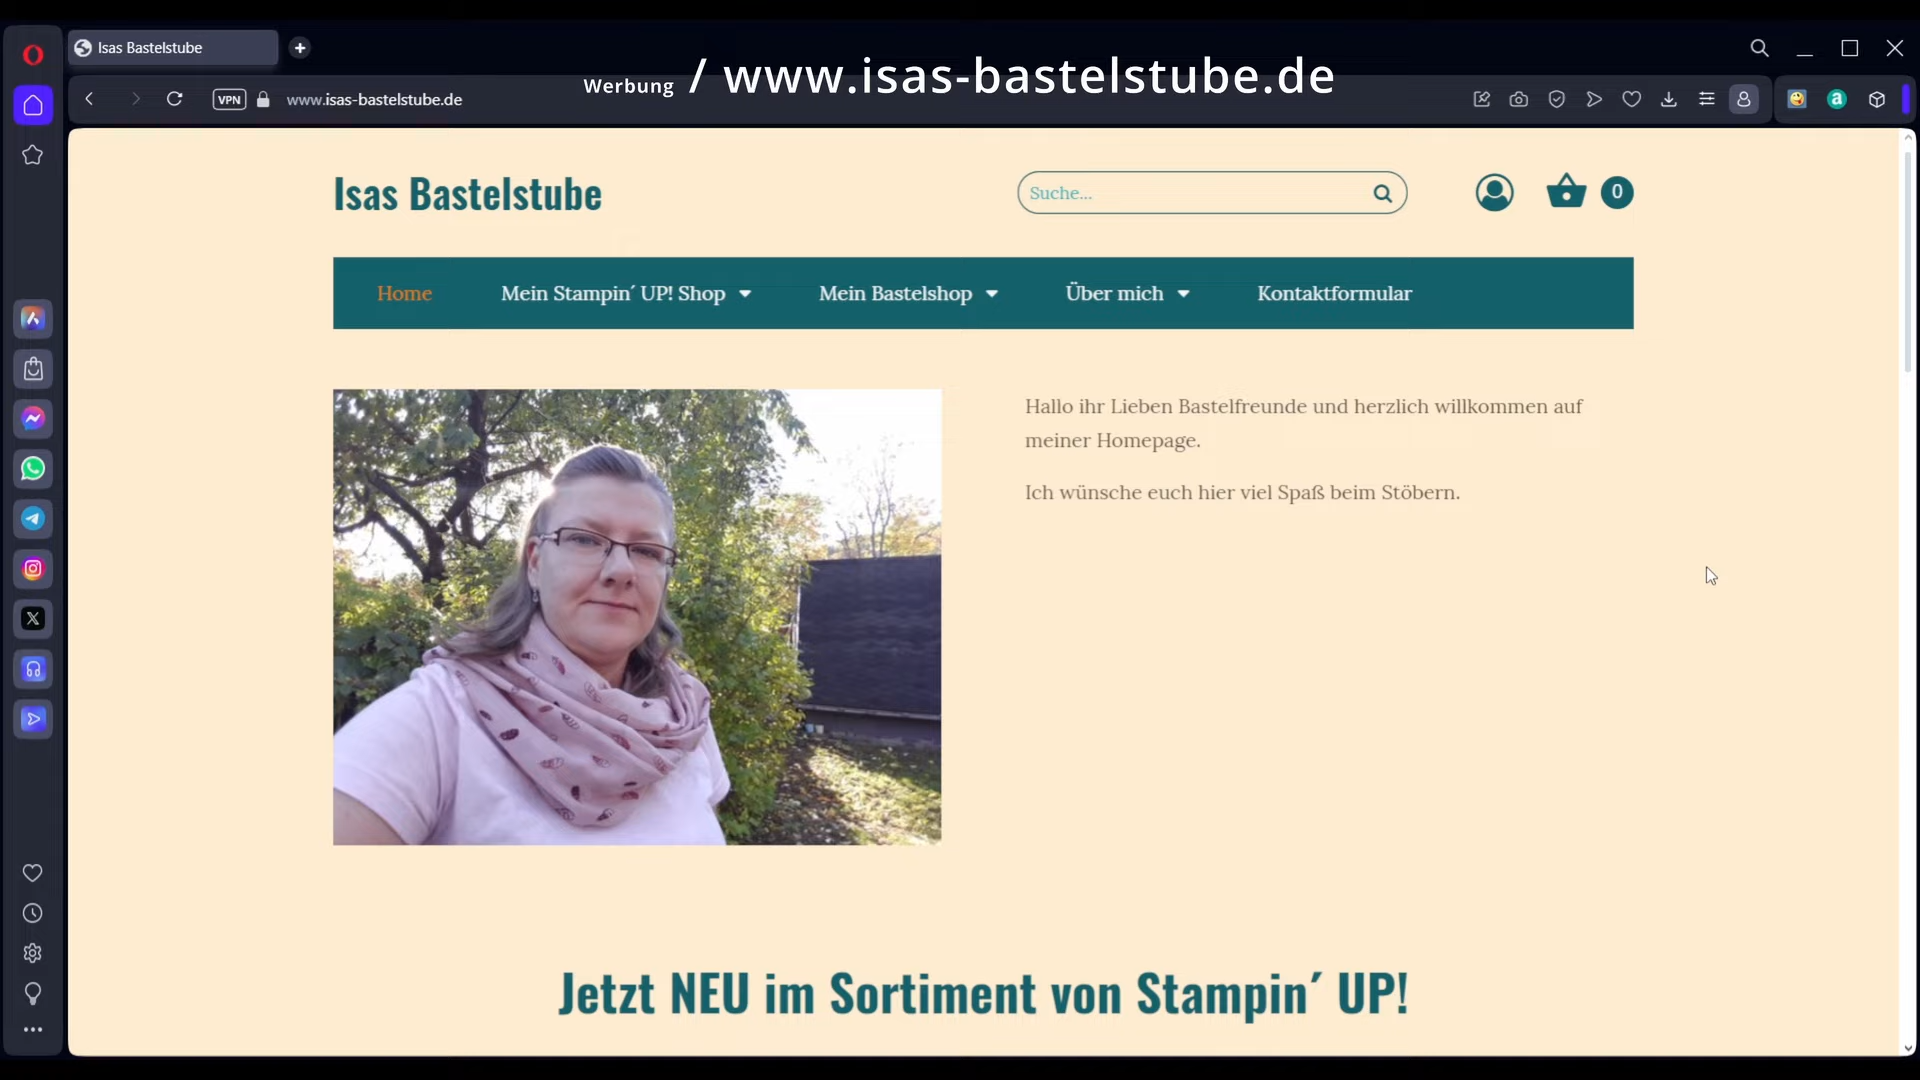 Isas Bastelstube
Werbung / www.isas-bastelstube.de
VPN
www.isas-bastelstube.de
Isas Bastelstube
Suche...
0
Home
Mein Stampin´ UP! Shop
Mein Bastelshop
Über mich
Kontaktformular
Hallo ihr Lieben Bastelfreunde und herzlich willkommen auf
meiner Homepage.
Ich wünsche euch hier viel Spaß beim Stöbern.
Jetzt NEU im Sortiment von Stampin´ UP!